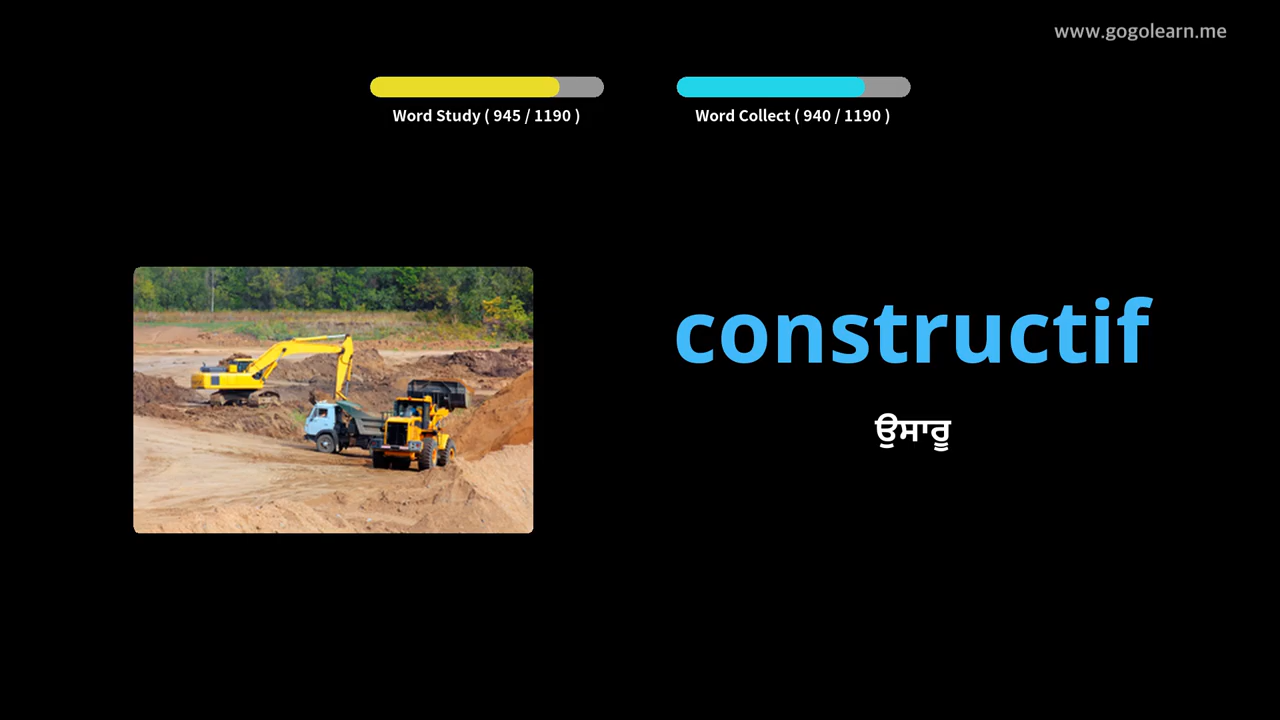 www.gogolearn.me
Word Study ( 945 / 1190 )
Word Collect ( 940 / 1190 )
constructif
ਉਸਾਰੂ